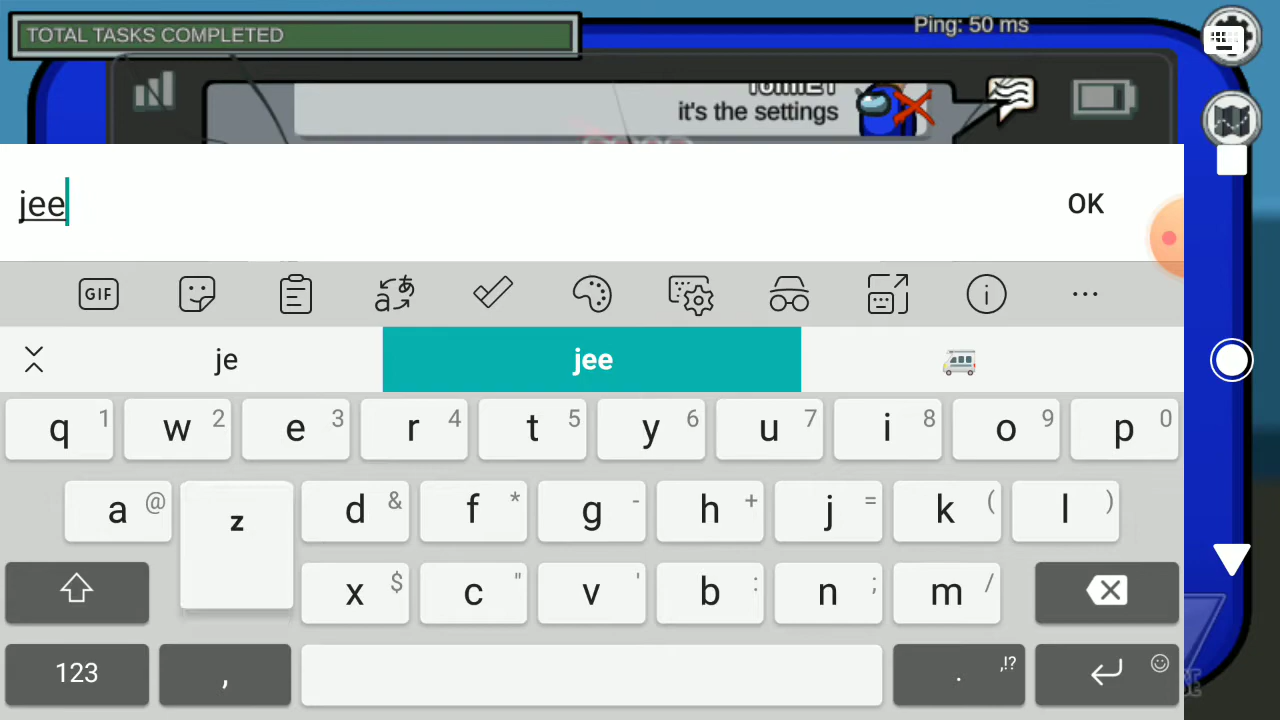 TOTAL TASKS COMPLETED
Ping: 50 ms
it's the settings
jee
OK
GIF
a あ
je jee
q 1 w 2 e 3 r 4 t 5 y 6 u 7 i 8 o 9 p 0
a @ z d & f * g - h + j = k ( l )
x $ c " v ' b : n ; m /
123 , . ,!?